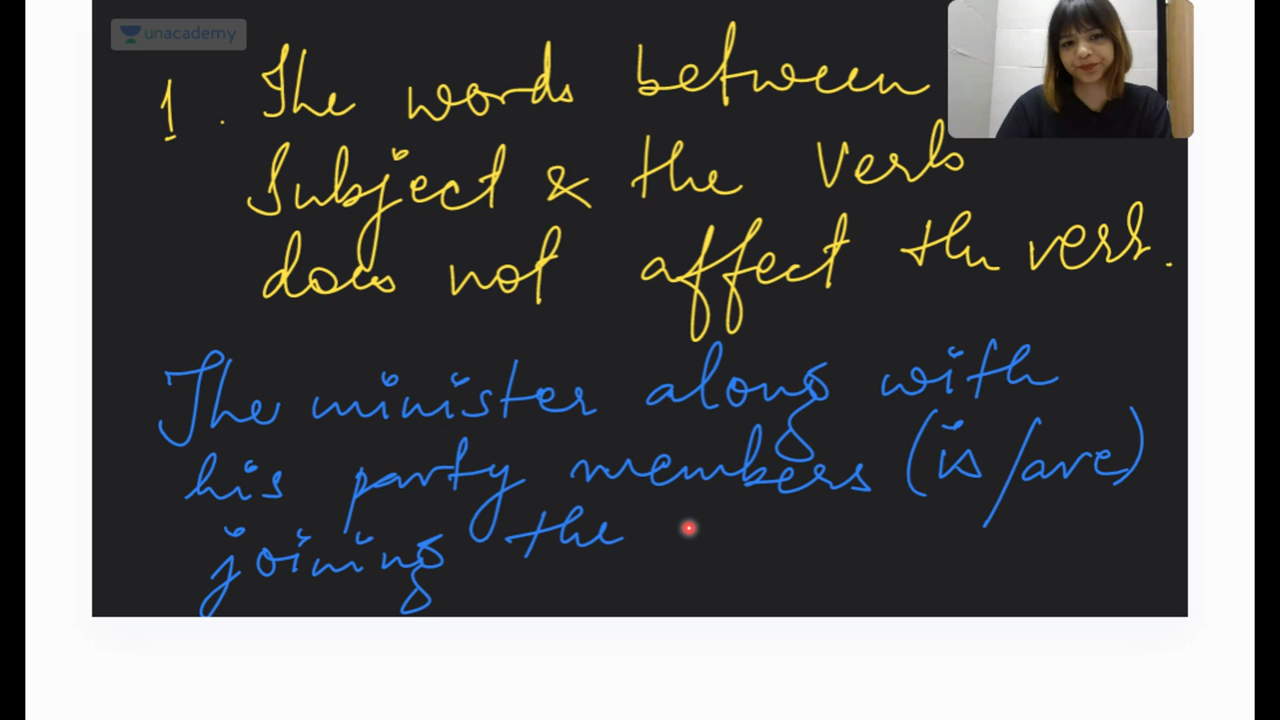 unacademy
1. The words between
Subject & the Verb
does not affect the verb.
The minister along with
his party members (is/are)
joining the